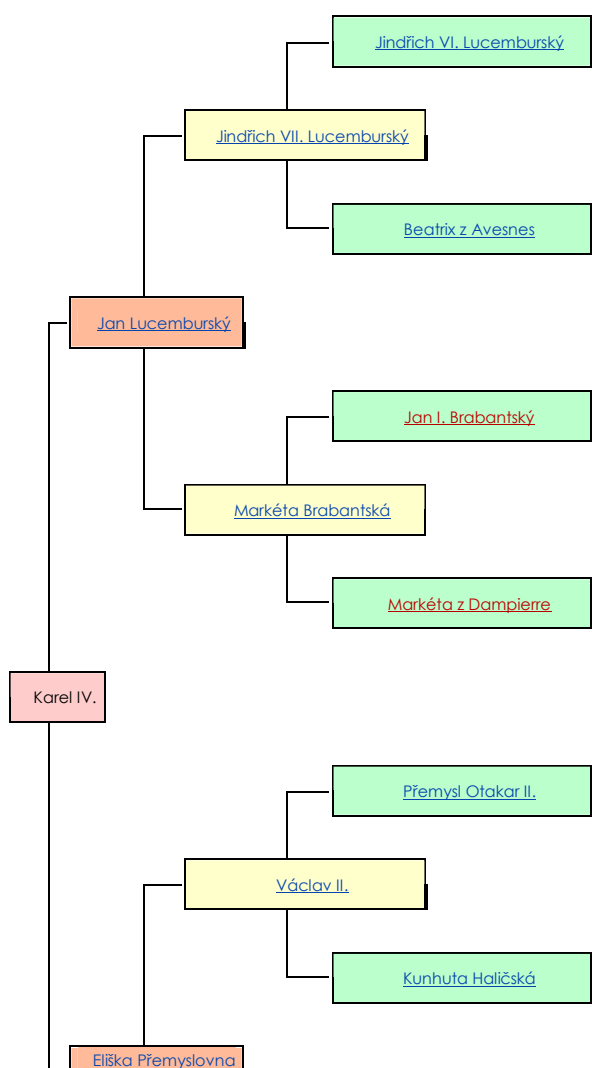 Jindřich VI. Lucemburský
Jindřich VII. Lucemburský
Beatrix z Avesnes
Jan Lucemburský
Jan I. Brabantský
Markéta Brabantská
Markéta z Dampierre
Karel IV.
Přemysl Otakar II.
Václav II.
Kunhuta Haličská
Eliška Přemyslovna